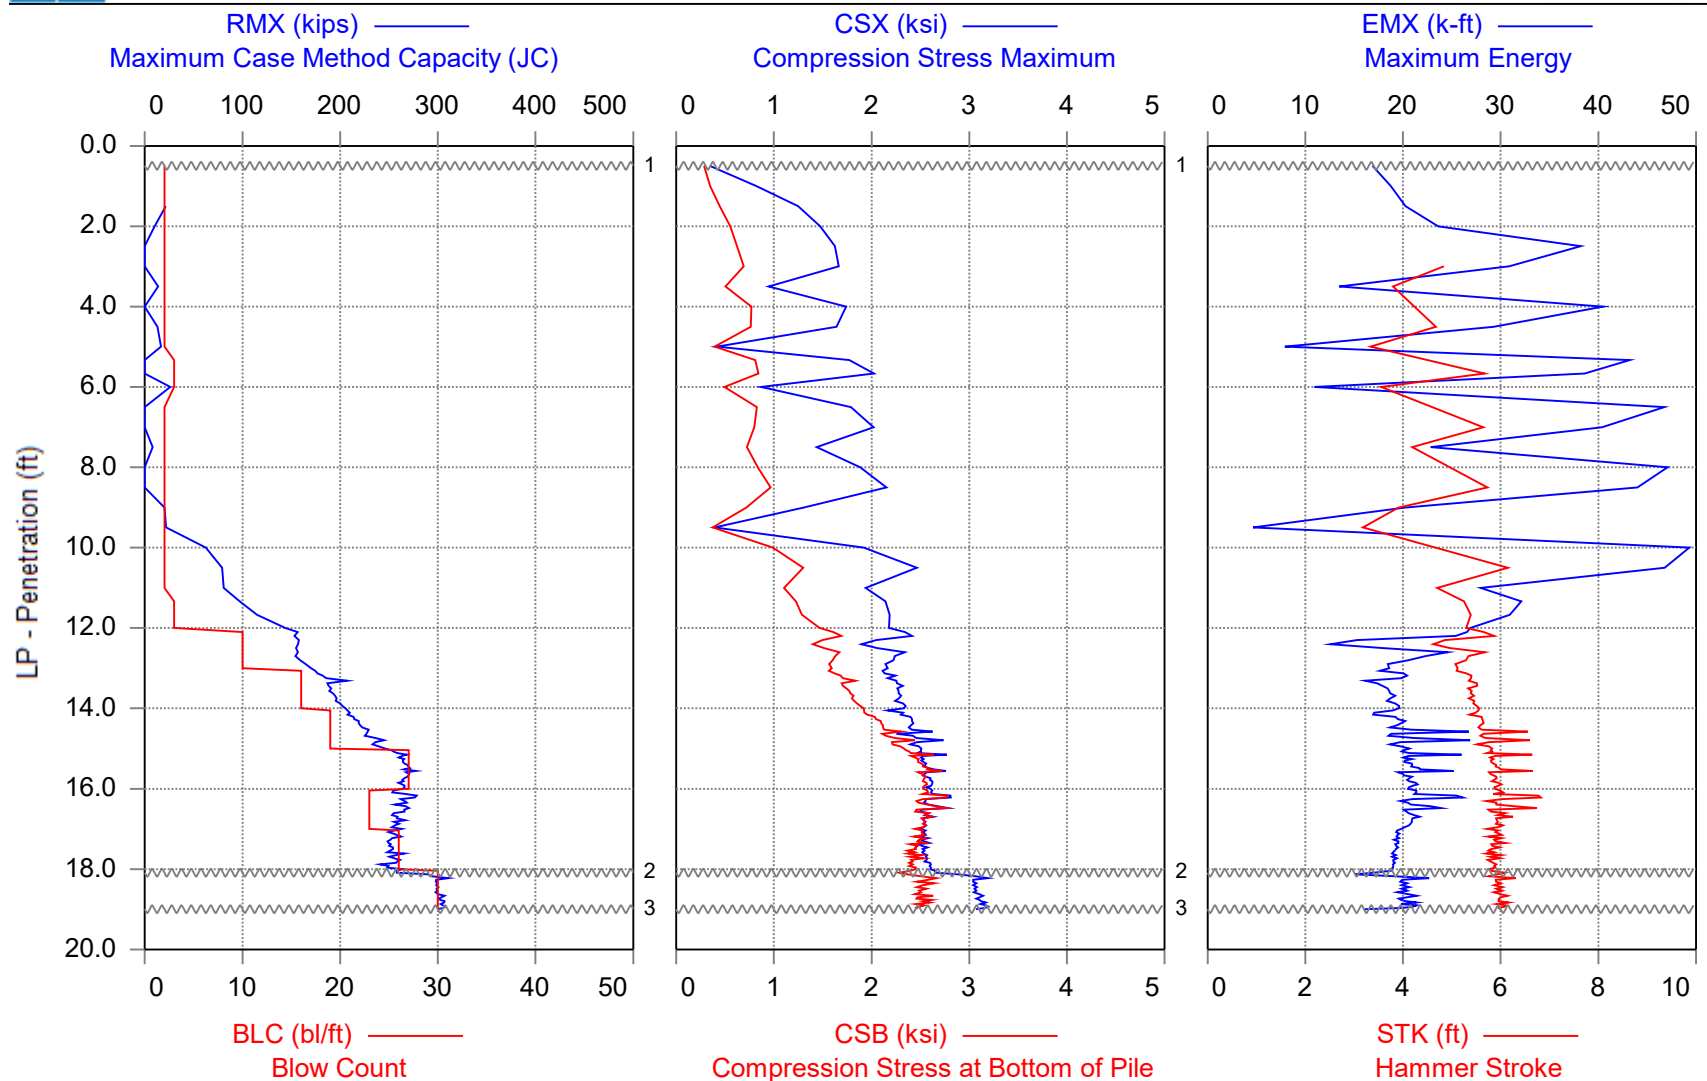 RMX (kips)
Maximum Case Method Capacity (JC)
CSX (ksi)
Compression Stress Maximum
EMX (k-ft)
Maximum Energy
0 100 200 300 400 500
0 1 2 3 4 5
0 10 20 30 40 50
0.0
2.0
4.0
6.0
8.0
10.0
12.0
14.0
16.0
18.0
20.0
LP - Penetration (ft)
1
2
3
1
2
3
0 10 20 30 40 50
0 1 2 3 4 5
0 2 4 6 8 10
BLC (bl/ft)
Blow Count
CSB (ksi)
Compression Stress at Bottom of Pile
STK (ft)
Hammer Stroke